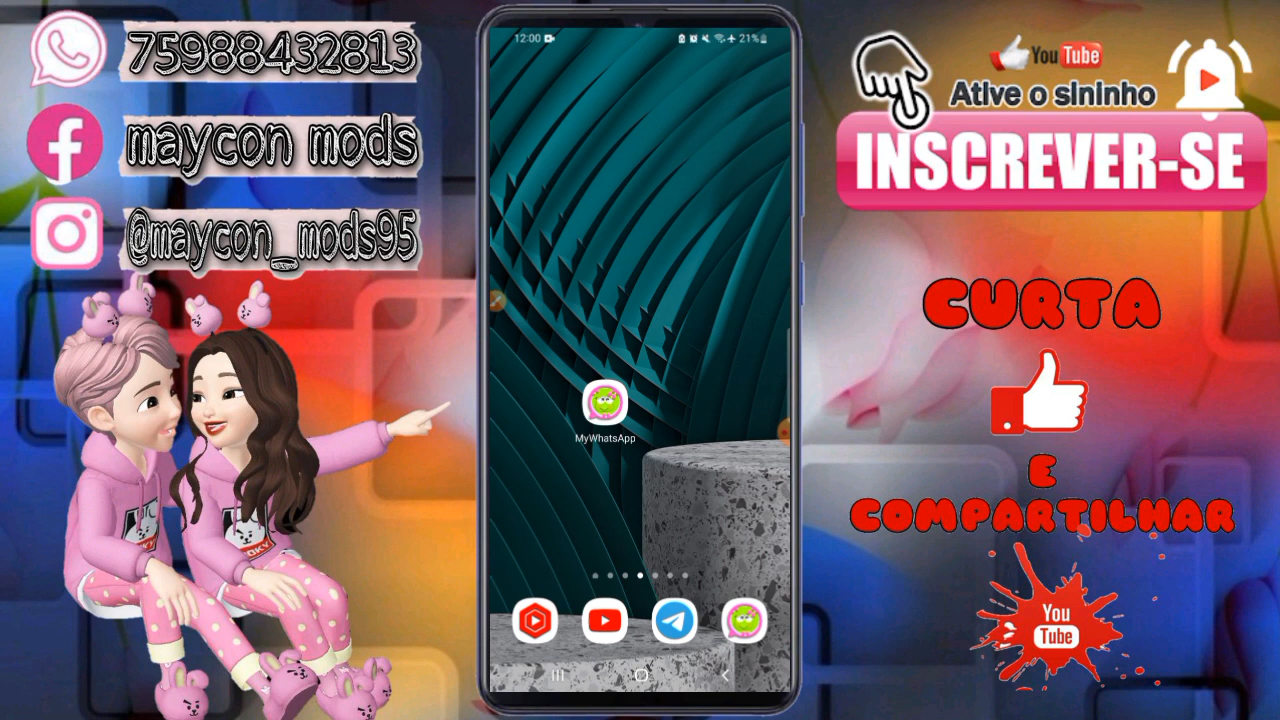 75988432813
maycon mods
@maycon_mods95
12:00
21%
MyWhatsApp
YouTube
Ative o sininho
INSCREVER-SE
CURTA
E
COMPARTILHAR
You
Tube